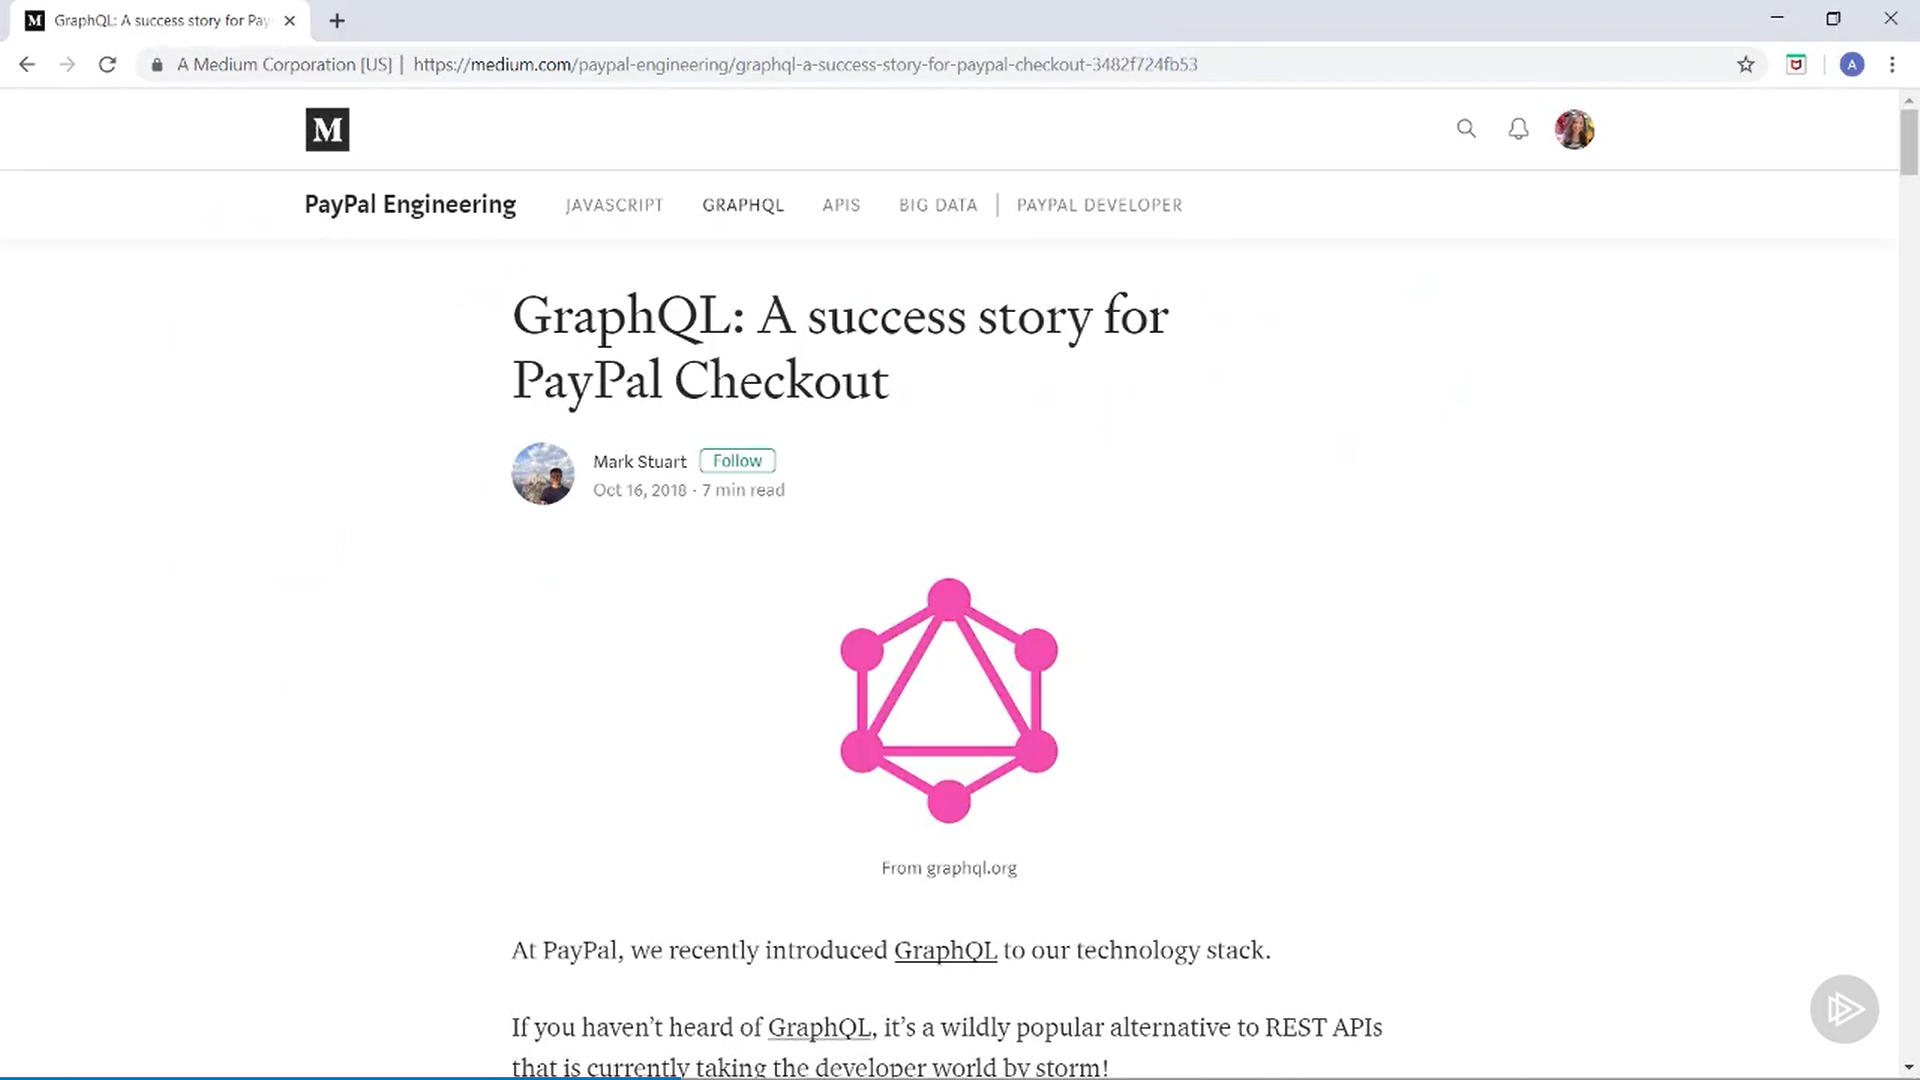 M GraphQL: A success story for Pay
A Medium Corporation [US] | https://medium.com/paypal-engineering/graphql-a-success-story-for-paypal-checkout-3482f724fb53
A
M
PayPal Engineering JAVASCRIPT GRAPHQL APIS BIG DATA | PAYPAL DEVELOPER
GraphQL: A success story for
PayPal Checkout
Mark Stuart Follow
Oct 16, 2018 · 7 min read
From graphql.org
At PayPal, we recently introduced GraphQL to our technology stack.
If you haven’t heard of GraphQL, it’s a wildly popular alternative to REST APIs
that is currently taking the developer world by storm!